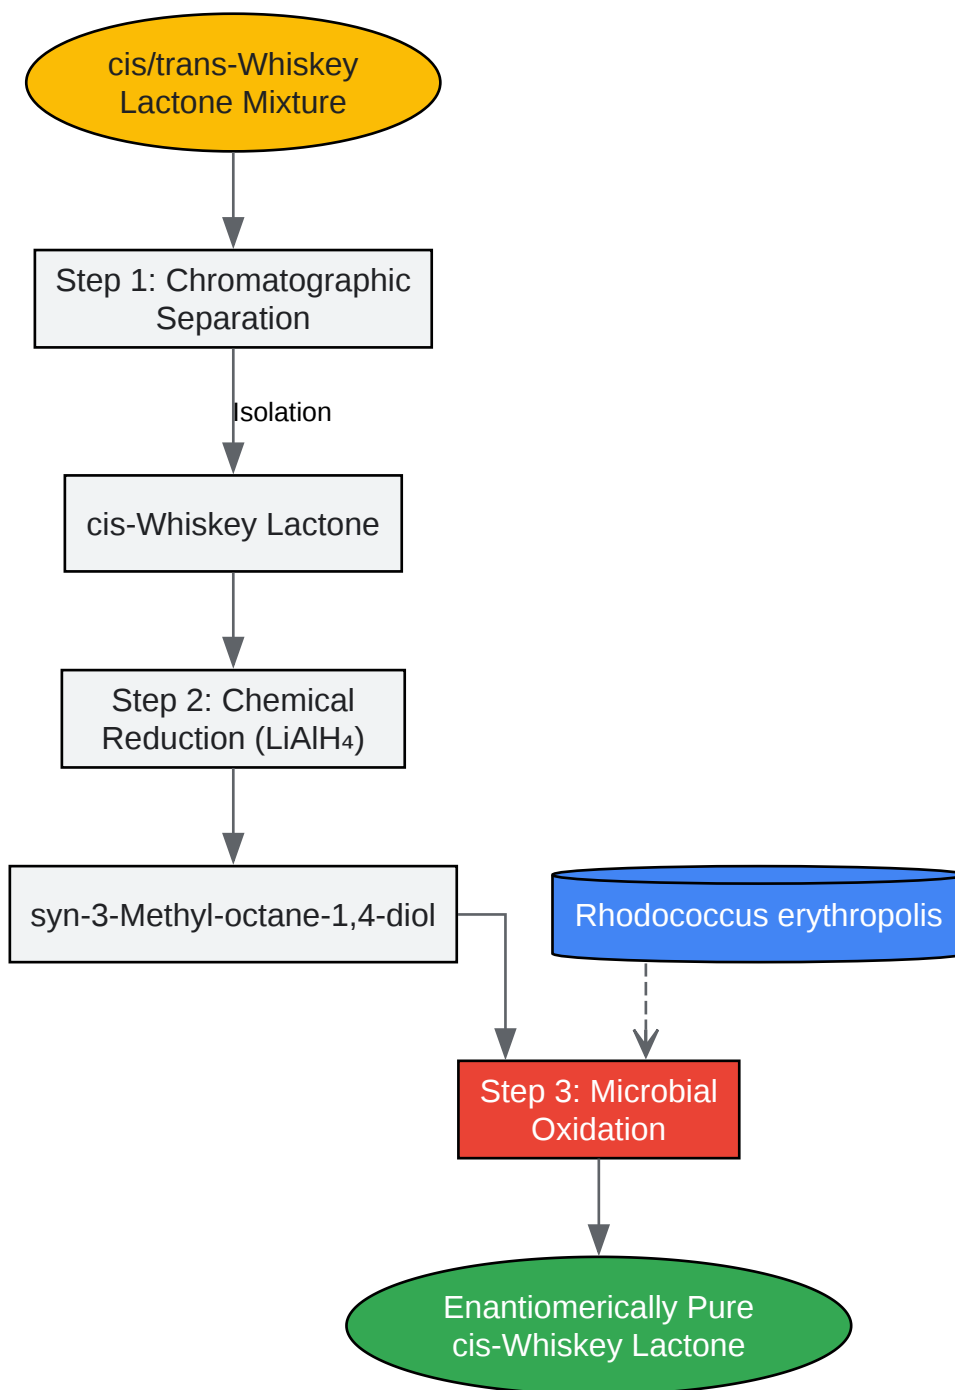 cis/trans-Whiskey
Lactone Mixture
Step 1: Chromatographic
Separation
Isolation
cis-Whiskey Lactone
Step 2: Chemical
Reduction (LiAlH₄)
syn-3-Methyl-octane-1,4-diol
Rhodococcus erythropolis
Step 3: Microbial
Oxidation
Enantiomerically Pure
cis-Whiskey Lactone